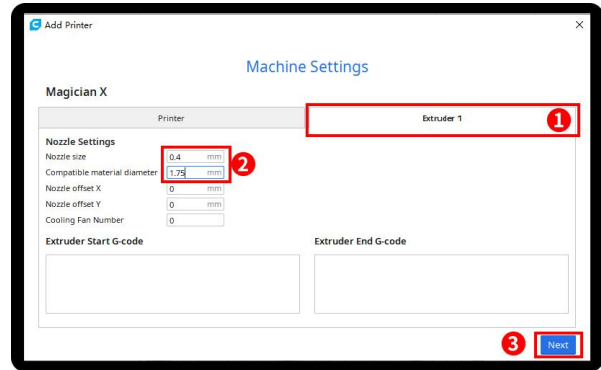 Add Printer
Machine Settings
Magician X
Printer
Extruder 1
1
Nozzle Settings
Nozzle size 0.4 mm
2
Compatible material diameter 1.75 mm
Nozzle offset X 0 mm
Nozzle offset Y 0 mm
Cooling Fan Number 0
Extruder Start G-code
Extruder End G-code
3
Next